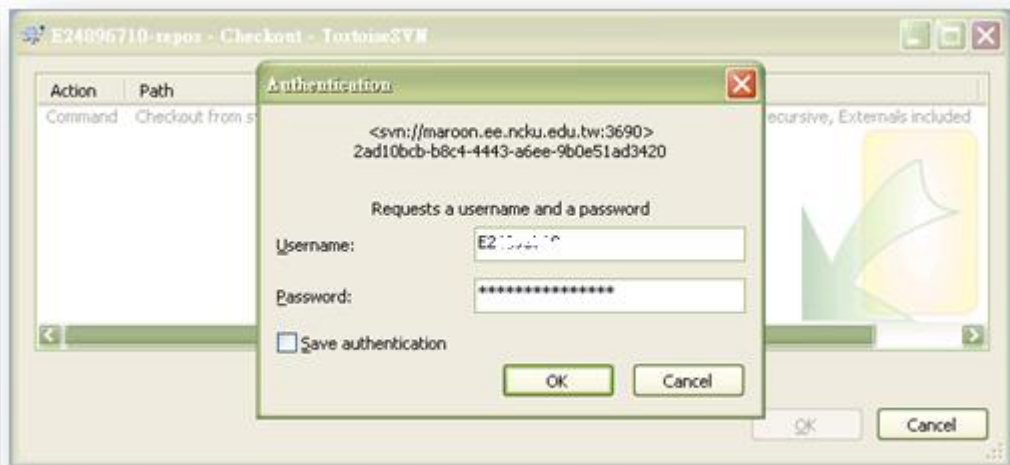 E24896710-repos - Checkout - TortoiseSVN
Action Path
Command Checkout from s
ecursive, Externals included
Authentication
<svn://maroon.ee.ncku.edu.tw:3690>
2ad10bcb-b8c4-4443-a6ee-9b0e51ad3420
Requests a username and a password
Username: E2
Password: ***************
Save authentication
OK Cancel
OK Cancel